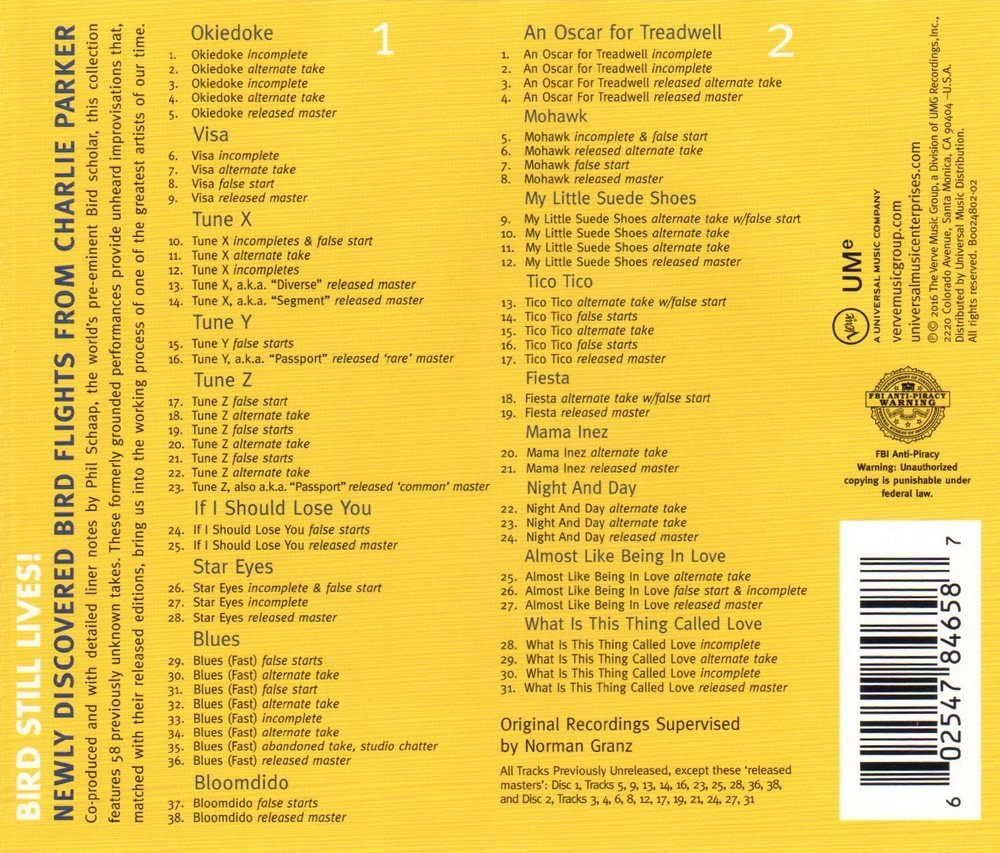 BIRD STILL LIVES!
NEWLY DISCOVERED BIRD FLIGHTS FROM CHARLIE PARKER
Co-produced and with detailed liner notes by Phil Schaap, the world's pre-eminent Bird scholar, this collection
features 58 previously unknown takes. These formerly grounded performances provide unheard improvisations that,
matched with their released editions, bring us into the working process of one of the greatest artists of our time.
1
Okiedoke
1. Okiedoke incomplete
2. Okiedoke alternate take
3. Okiedoke incomplete
4. Okiedoke alternate take
5. Okiedoke released master
Visa
6. Visa incomplete
7. Visa alternate take
8. Visa false start
9. Visa released master
Tune X
10. Tune X incompletes & false start
11. Tune X alternate take
12. Tune X incompletes
13. Tune X, a.k.a. "Diverse" released master
14. Tune X, a.k.a. "Segment" released master
Tune Y
15. Tune Y false starts
16. Tune Y, a.k.a. "Passport" released 'rare' master
Tune Z
17. Tune Z false start
18. Tune Z alternate take
19. Tune Z false starts
20. Tune Z alternate take
21. Tune Z false starts
22. Tune Z alternate take
23. Tune Z, also a.k.a. "Passport" released 'common' master
If I Should Lose You
24. If I Should Lose You false starts
25. If I Should Lose You released master
Star Eyes
26. Star Eyes incomplete & false start
27. Star Eyes incomplete
28. Star Eyes released master
Blues
29. Blues (Fast) false starts
30. Blues (Fast) alternate take
31. Blues (Fast) false start
32. Blues (Fast) alternate take
33. Blues (Fast) incomplete
34. Blues (Fast) alternate take
35. Blues (Fast) abandoned take, studio chatter
36. Blues (Fast) released master
Bloomdido
37. Bloomdido false starts
38. Bloomdido released master
2
An Oscar for Treadwell
1. An Oscar for Treadwell incomplete
2. An Oscar for Treadwell incomplete
3. An Oscar For Treadwell released alternate take
4. An Oscar For Treadwell released master
Mohawk
5. Mohawk incomplete & false start
6. Mohawk released alternate take
7. Mohawk false start
8. Mohawk released master
My Little Suede Shoes
9. My Little Suede Shoes alternate take w/false start
10. My Little Suede Shoes alternate take
11. My Little Suede Shoes alternate take
12. My Little Suede Shoes released master
Tico Tico
13. Tico Tico alternate take w/false start
14. Tico Tico false starts
15. Tico Tico alternate take
16. Tico Tico false starts
17. Tico Tico released master
Fiesta
18. Fiesta alternate take w/false start
19. Fiesta released master
Mama Inez
20. Mama Inez alternate take
21. Mama Inez released master
Night And Day
22. Night And Day alternate take
23. Night And Day alternate take
24. Night And Day released master
Almost Like Being In Love
25. Almost Like Being In Love alternate take
26. Almost Like Being In Love false start & incomplete
27. Almost Like Being In Love released master
What Is This Thing Called Love
28. What Is This Thing Called Love incomplete
29. What Is This Thing Called Love alternate take
30. What Is This Thing Called Love incomplete
31. What Is This Thing Called Love released master
Original Recordings Supervised
by Norman Granz
All Tracks Previously Unreleased, except these 'released
masters': Disc 1, Tracks 5, 9, 13, 14, 16, 23, 25, 28, 36, 38,
and Disc 2, Tracks 3, 4, 6, 8, 12, 17, 19, 21, 24, 27, 31
Verve
UMe
A UNIVERSAL MUSIC COMPANY
vervemusicgroup.com
universalmusicenterprises.com
℗© 2016 The Verve Music Group, a Division of UMG Recordings, Inc.,
2220 Colorado Avenue, Santa Monica, CA 90404 –U.S.A.
Distributed by Universal Music Distribution.
All rights reserved. B0024802-02
FBI ANTI-PIRACY
WARNING
FBI Anti-Piracy
Warning: Unauthorized
copying is punishable under
federal law.
6 02547 84658 7